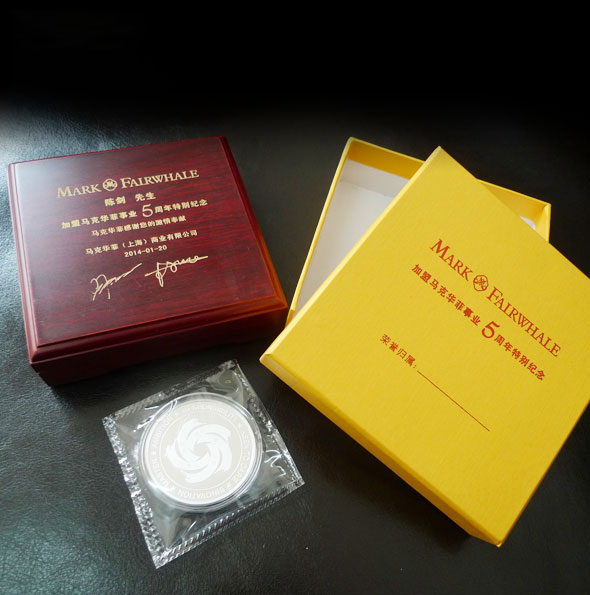 MARK FAIRWHALE
陈剑 先生
加盟马克华菲事业5周年特别纪念
马克华菲感谢您的激情奉献
马克华菲（上海）商业有限公司
2014-01-20
MARK FAIRWHALE
加盟马克华菲事业5周年特别纪念
荣誉归属：
INNOVATION